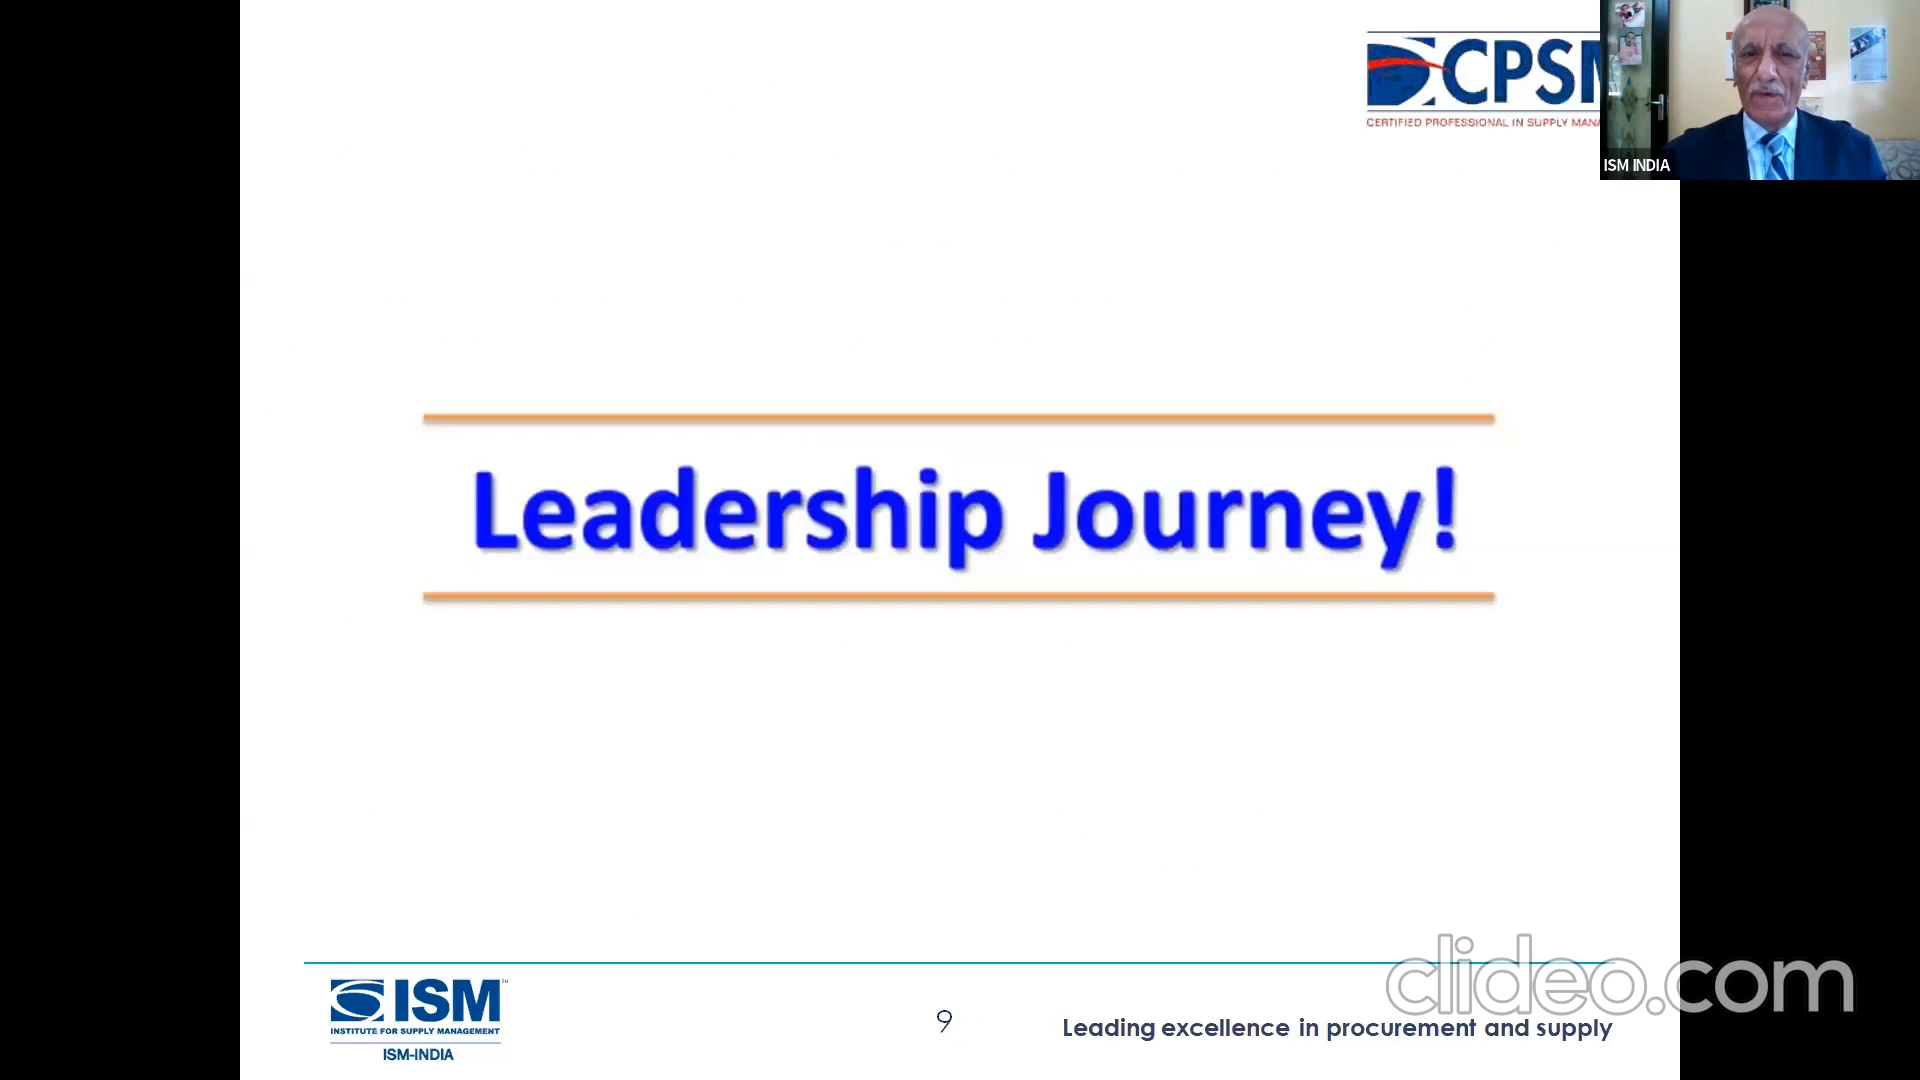 CPSM
CERTIFIED PROFESSIONAL IN SUPPLY
ISM INDIA
Leadership Journey!
ISM
INSTITUTE FOR SUPPLY MANAGEMENT
ISM-INDIA
9
Leading excellence in procurement and supply
clideo.com